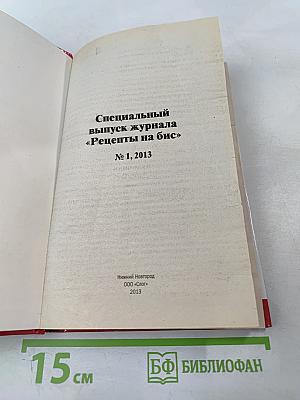 Специальный
выпуск журнала
«Рецепты на бис»
№ 1, 2013
Нижний Новгород
ООО «Слог»
2013
15 см
БФ БИБЛИОФАН